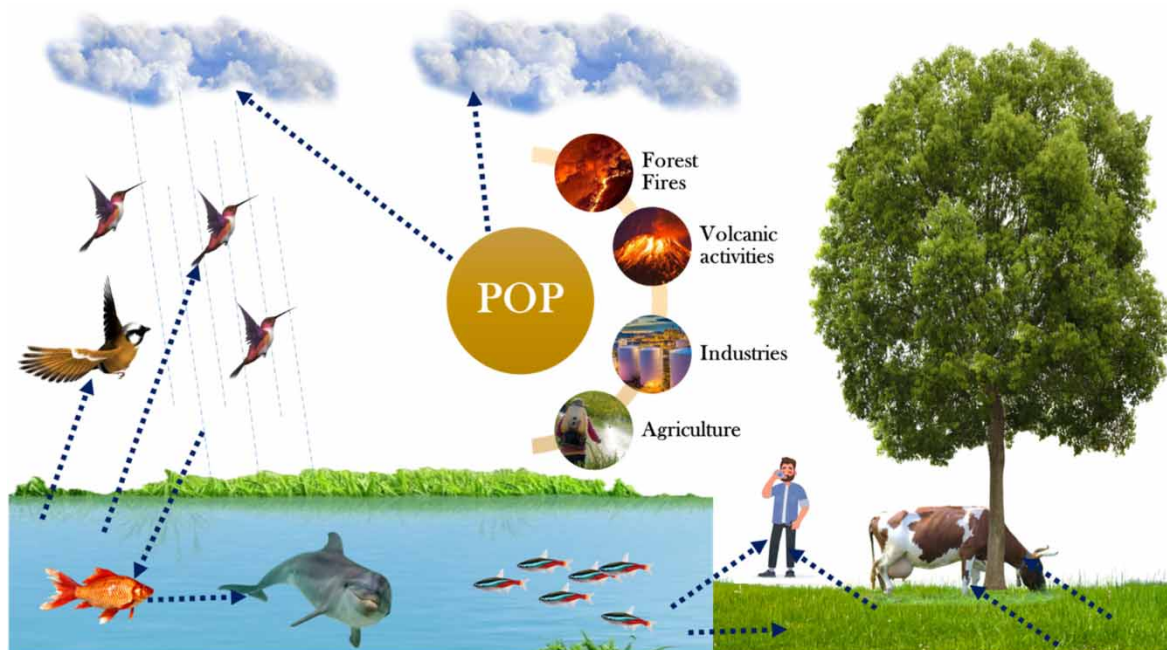 Forest
Fires
Volcanic
activities
POP
Industries
Agriculture